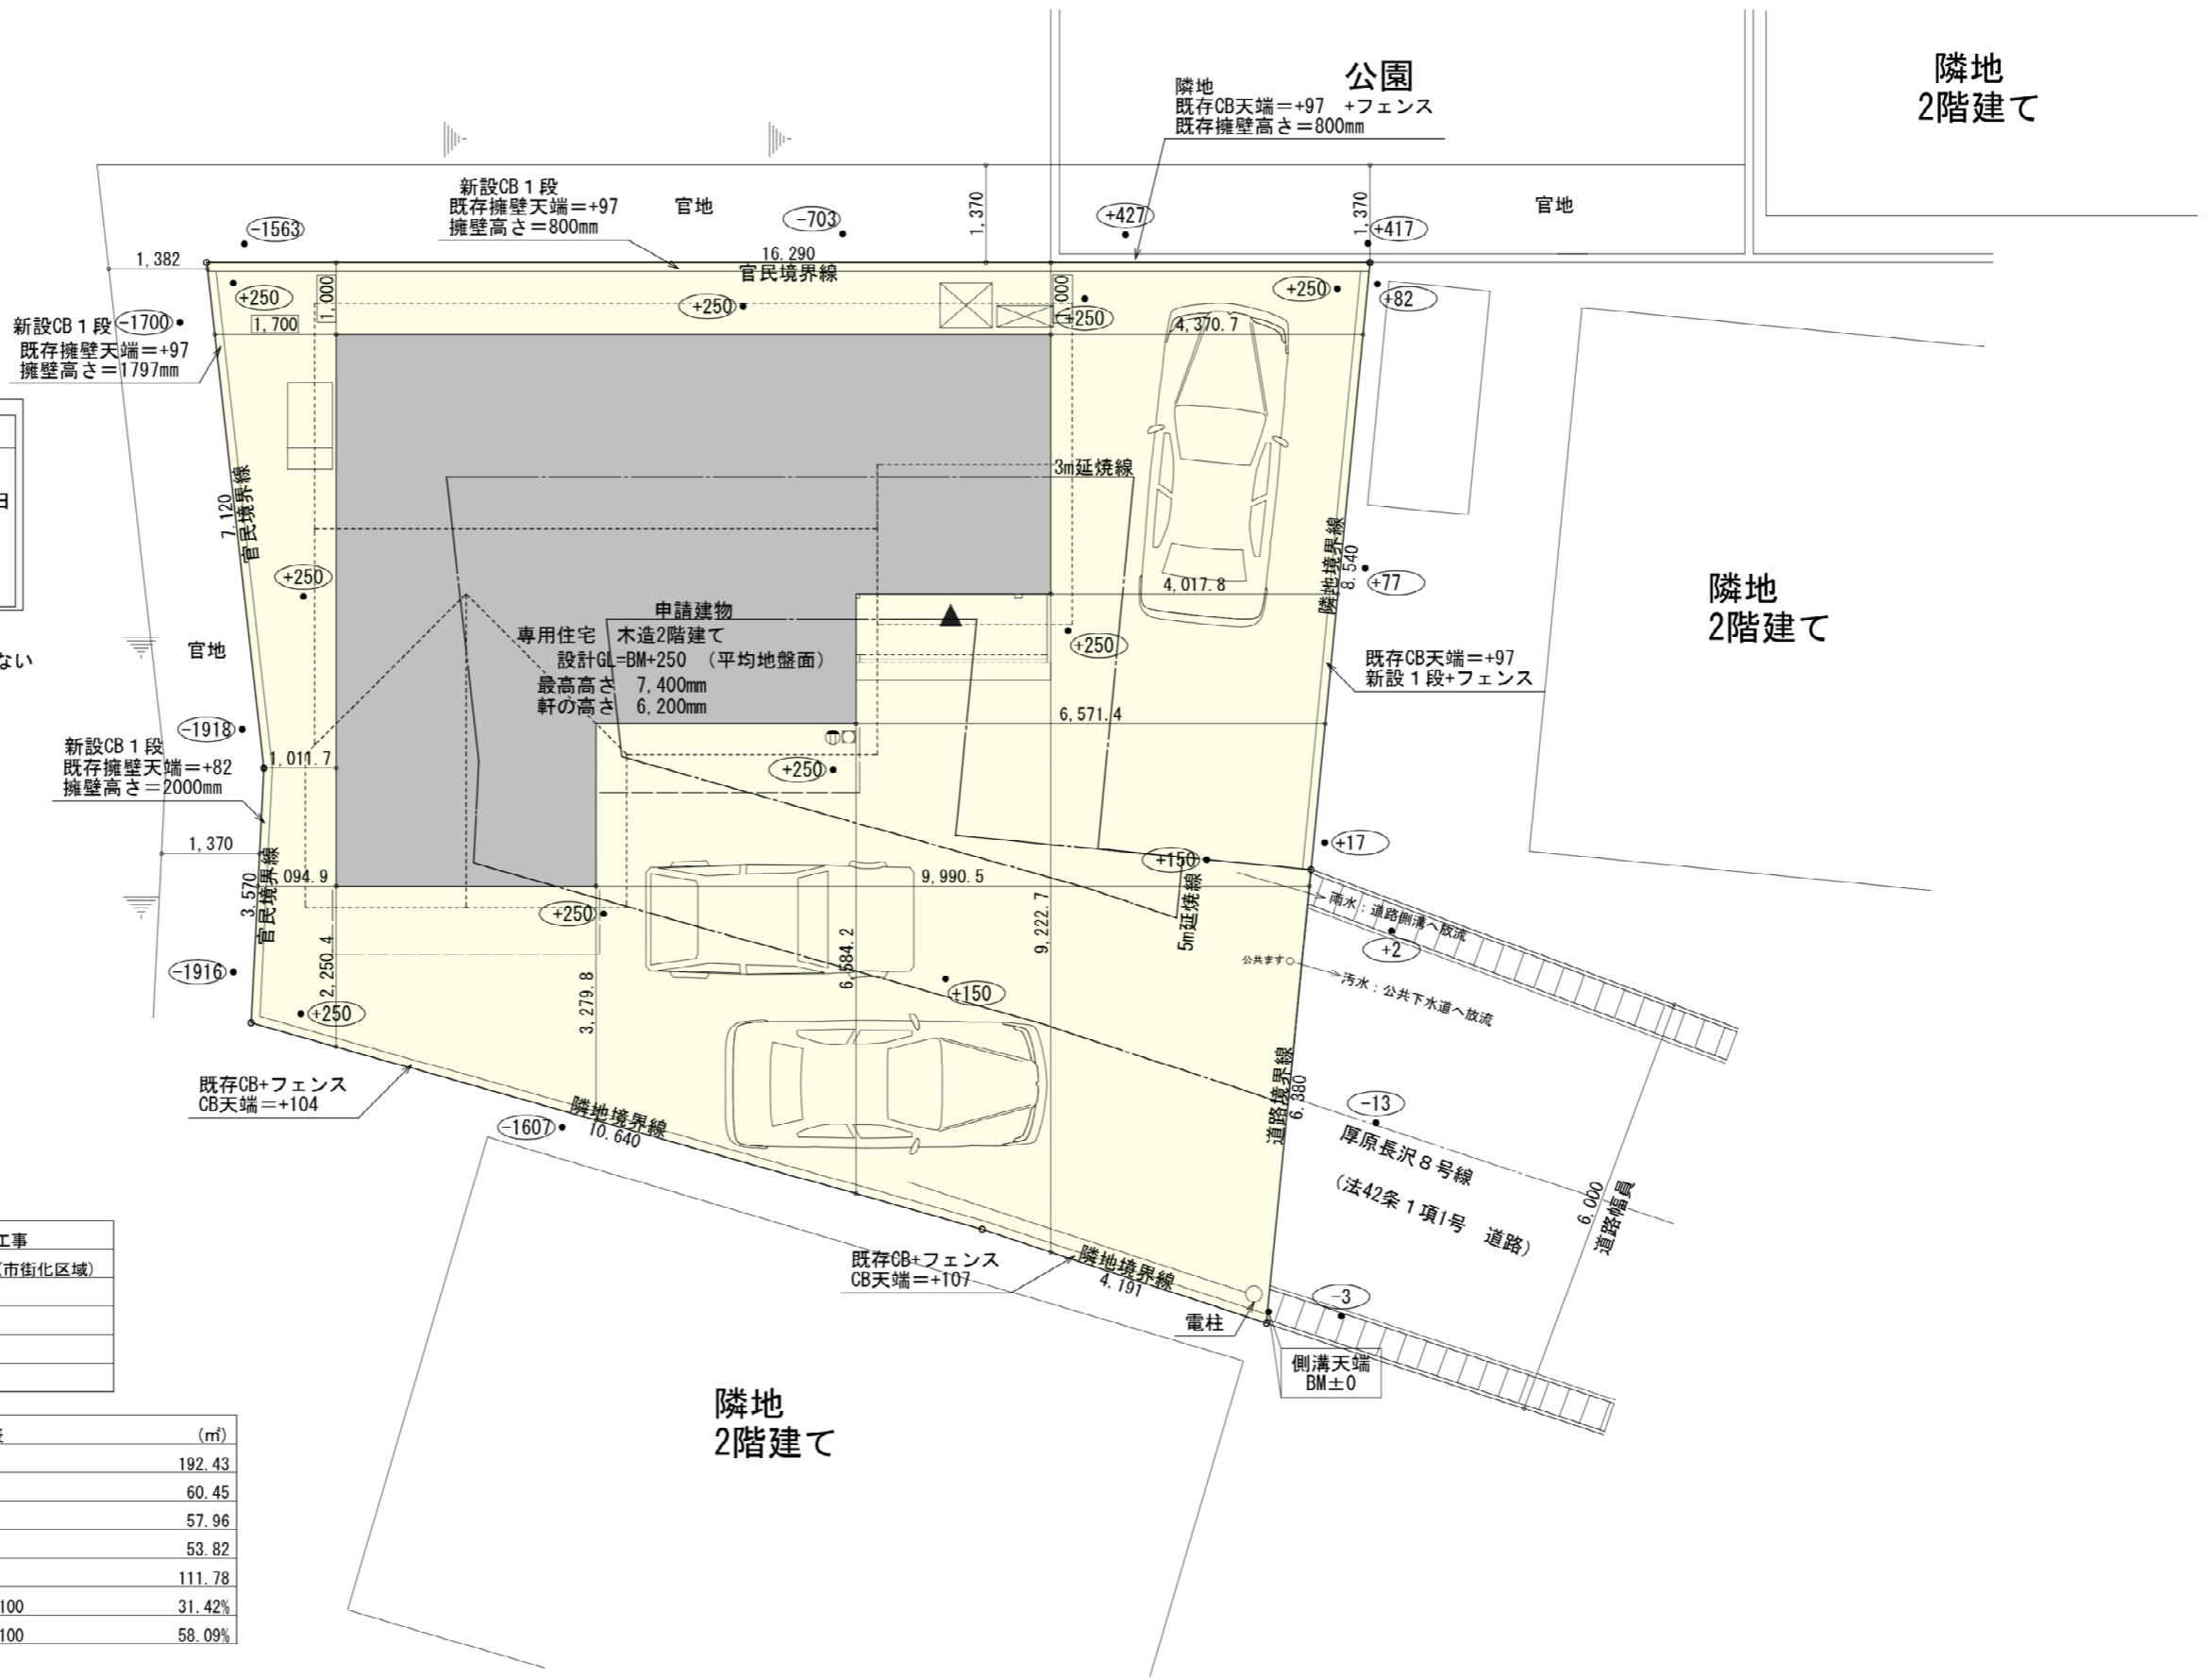 公園
隣地
2階建て
隣地
既存CB天端=+97 +フェンス
既存擁壁高さ=800mm
新設CB1段
既存擁壁天端=+97
擁壁高さ=800mm
官地
-703
1,370
+427
1,370
官地
+417
-1563
1,382
16.290
官民境界線
+250
1,000
+250
1,000
+250
+250
+82
新設CB1段
既存擁壁天端=+97
擁壁高さ=1797mm
-1700
1,700
4,370.7
3m延焼線
7.120
官民境界線
隣地境界線
8.540
+77
+250
4,017.8
隣地
2階建て
申請建物
専用住宅 木造2階建て
設計GL=BM+250 (平均地盤面)
最高高さ 7,400mm
軒の高さ 6,200mm
+250
官地
ない
既存CB天端=+97
新設1段+フェンス
6,571.4
-1918
新設CB1段
既存擁壁天端=+82
擁壁高さ=2000mm
1,011.7
+250
1,370
+17
+150
3,570
官民境界線
094.9
9,990.5
5m延焼線
雨水:道路側溝へ放流
+2
+250
2,250.4
3,279.8
6,584.2
9,222.7
公共ます
汚水:公共下水道へ放流
-1916
+250
+150
既存CB+フェンス
CB天端=+104
隣地境界線
10.640
-1607
道路境界線
6.380
-13
厚原長沢8号線
(法42条1項1号 道路)
6,000
道路幅員
既存CB+フェンス
CB天端=+107
隣地境界線
4.191
電柱
-3
側溝天端
BM±0
隣地
2階建て
工事
(市街化区域)
(㎡)
192.43
60.45
57.96
53.82
111.78
100 31.42%
100 58.09%